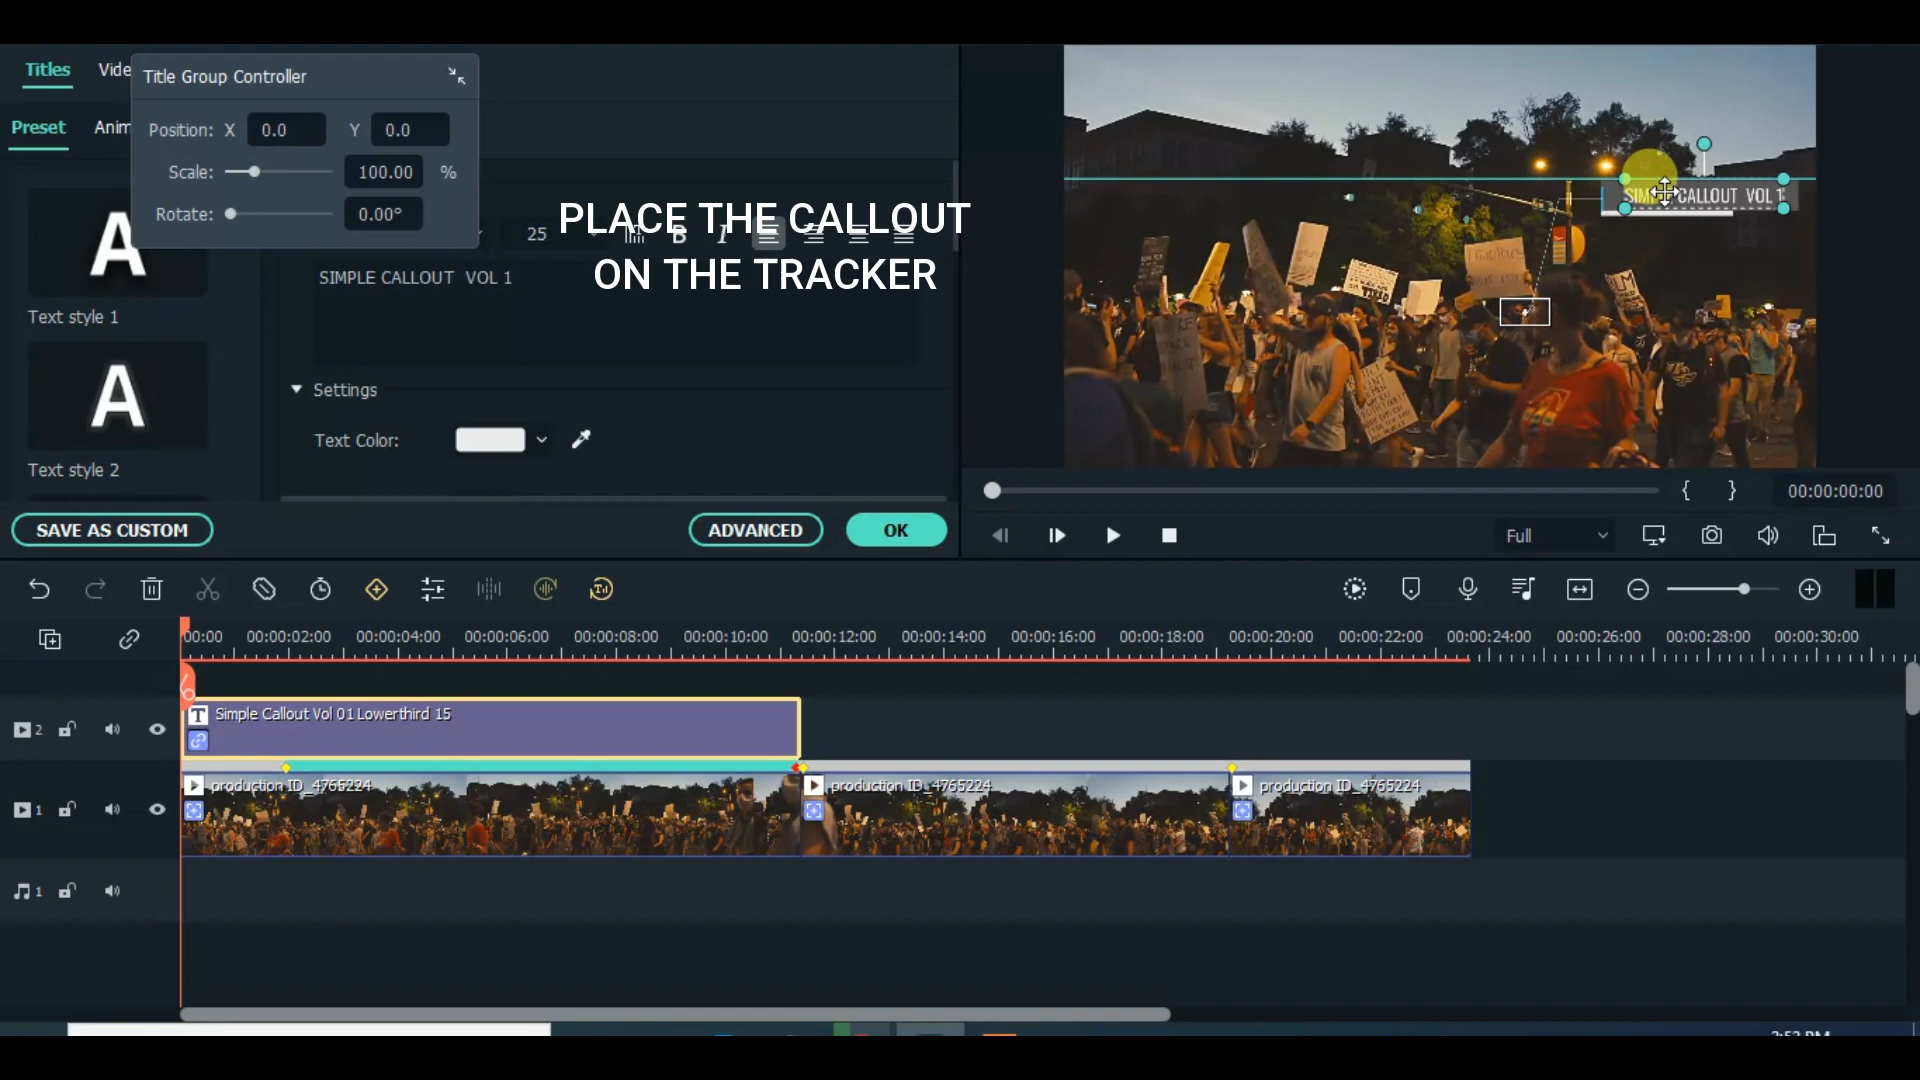 Titles Vide
Title Group Controller
Preset Anim
Position: X 0.0 Y 0.0
Scale: 100.00 %
Rotate: 0.00°
A
Text style 1
A
Text style 2
25 B I
PLACE THE CALLOUT
ON THE TRACKER
SIMPLE CALLOUT VOL 1
Settings
Text Color:
SAVE AS CUSTOM ADVANCED OK
SIMPLE CALLOUT VOL 1
{ } 00:00:00:00
Full
00:00 00:00:02:00 00:00:04:00 00:00:06:00 00:00:08:00 00:00:10:00 00:00:12:00 00:00:14:00 00:00:16:00 00:00:18:00 00:00:20:00 00:00:22:00 00:00:24:00 00:00:26:00 00:00:28:00 00:00:30:00
2 T Simple Callout Vol 01 Lowerthird 15
1 production ID_4765224 production ID_4765224 production ID_4765224
1